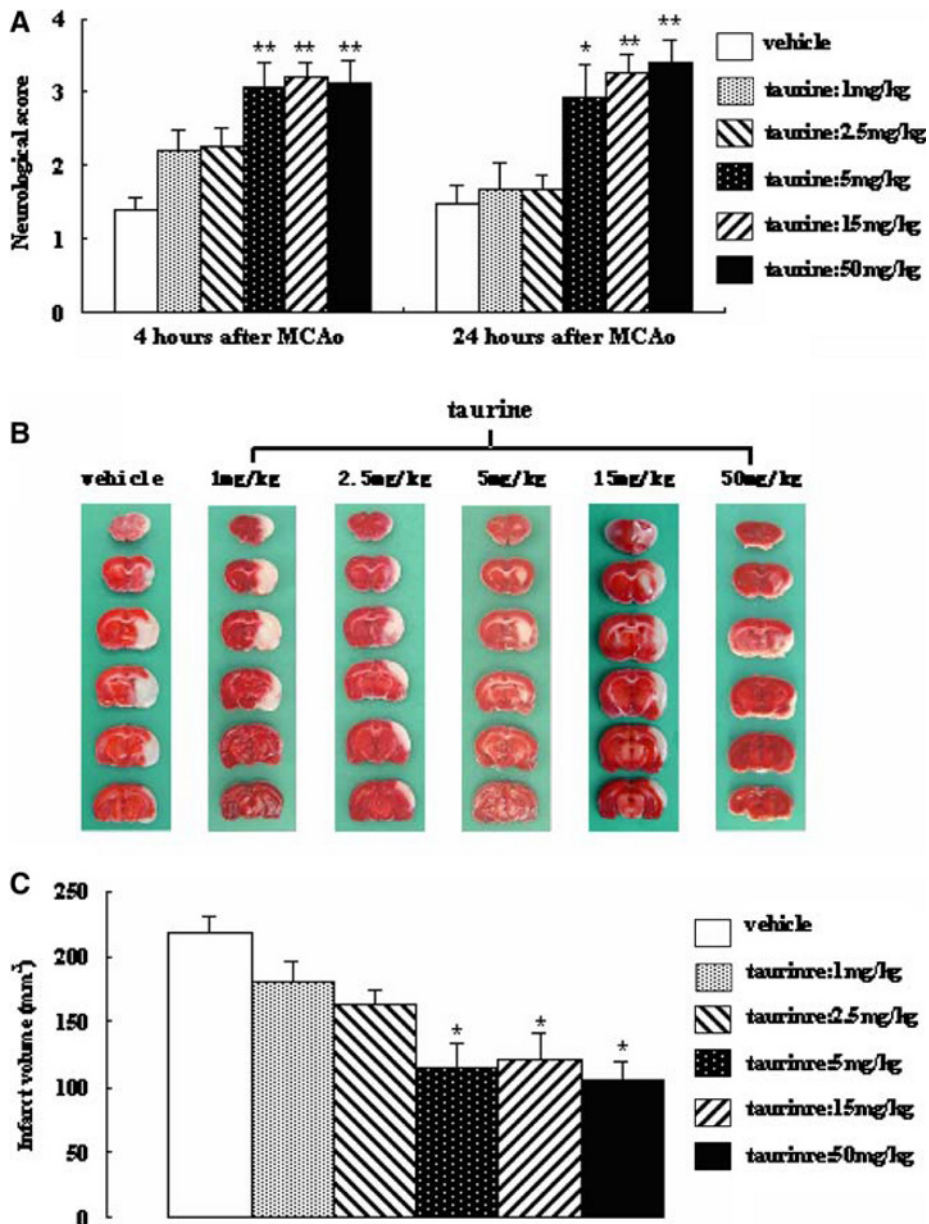 A
4
3
2
1
0
Neurological score
** ** **
* ** **
vehicle
taurine:1mg/kg
taurine:2.5mg/kg
taurine:5mg/kg
taurine:15mg/kg
taurine:50mg/kg
4 hours after MCAo
24 hours after MCAo
B
taurine
vehicle 1mg/kg 2.5mg/kg 5mg/kg 15mg/kg 50mg/kg
C
250
200
150
100
50
0
Infarct volume (mm³)
* * *
vehicle
taurinre:1mg/kg
taurinre:2.5mg/kg
taurinre:5mg/kg
taurinre:15mg/kg
taurinre:50mg/kg